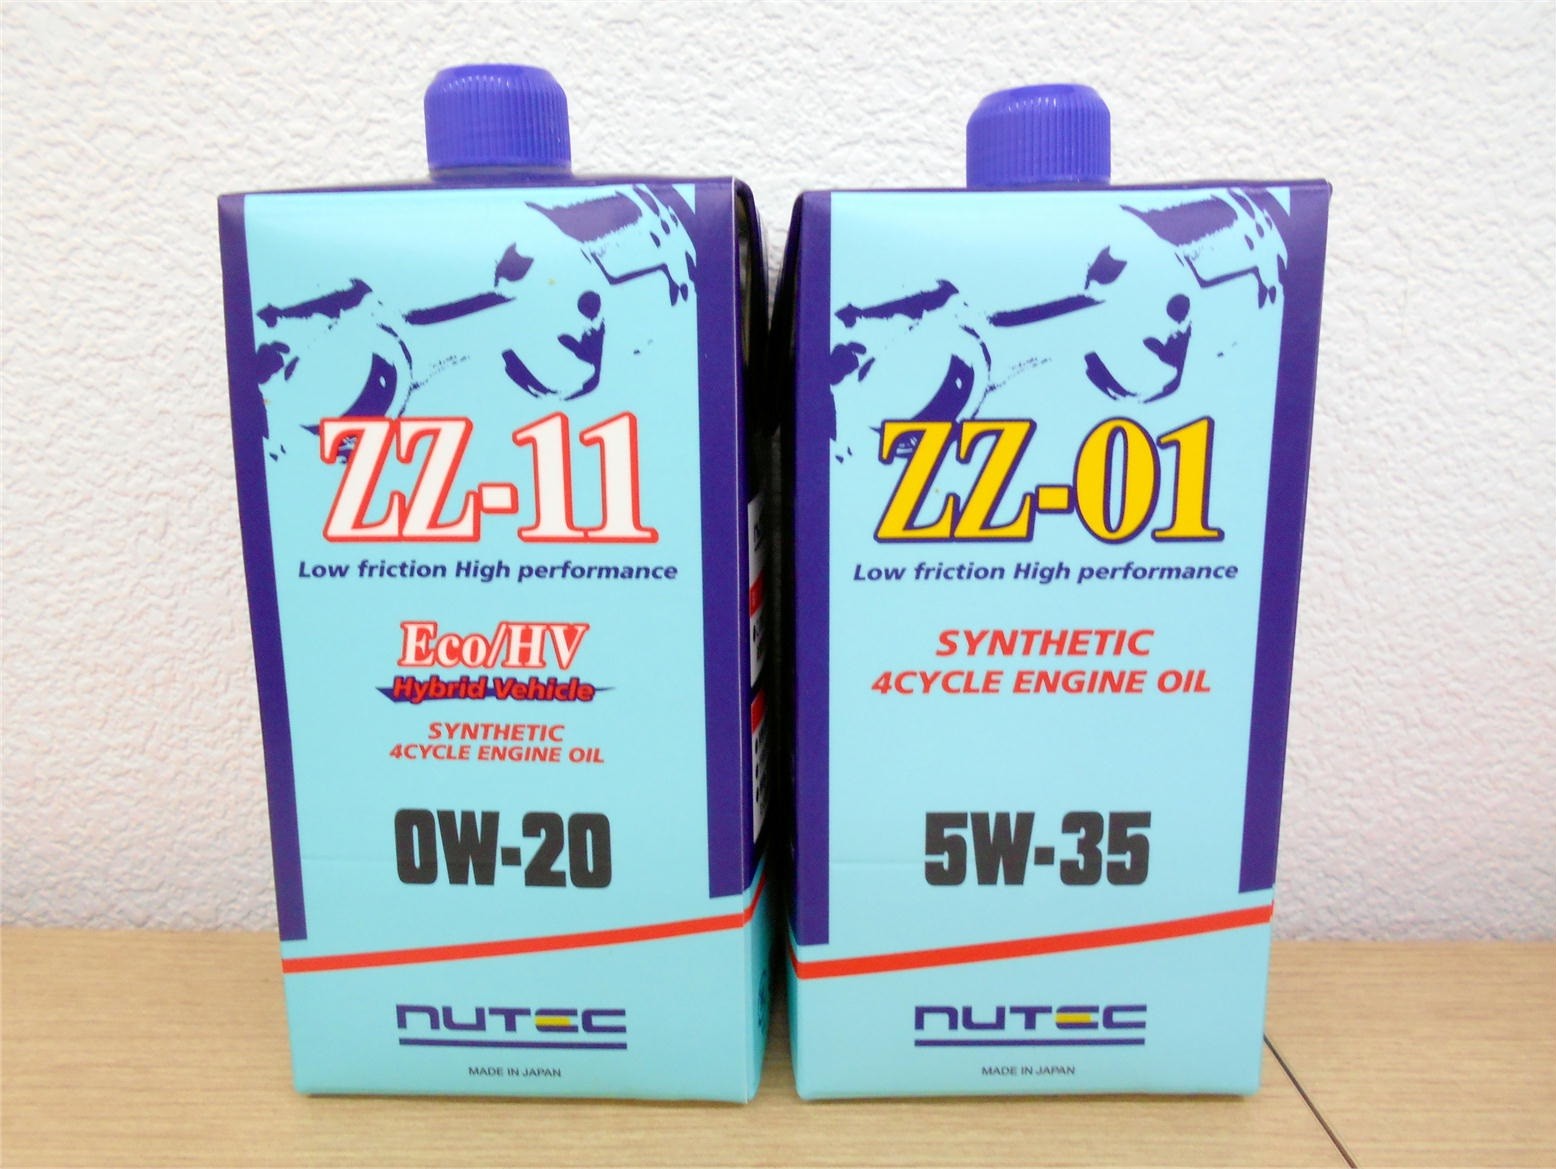 ZZ-11
Low friction High performance
Eco/HV
Hybrid Vehicle
SYNTHETIC
4CYCLE ENGINE OIL
0W-20
NUTEC
MADE IN JAPAN
ZZ-01
Low friction High performance
SYNTHETIC
4CYCLE ENGINE OIL
5W-35
NUTEC
MADE IN JAPAN